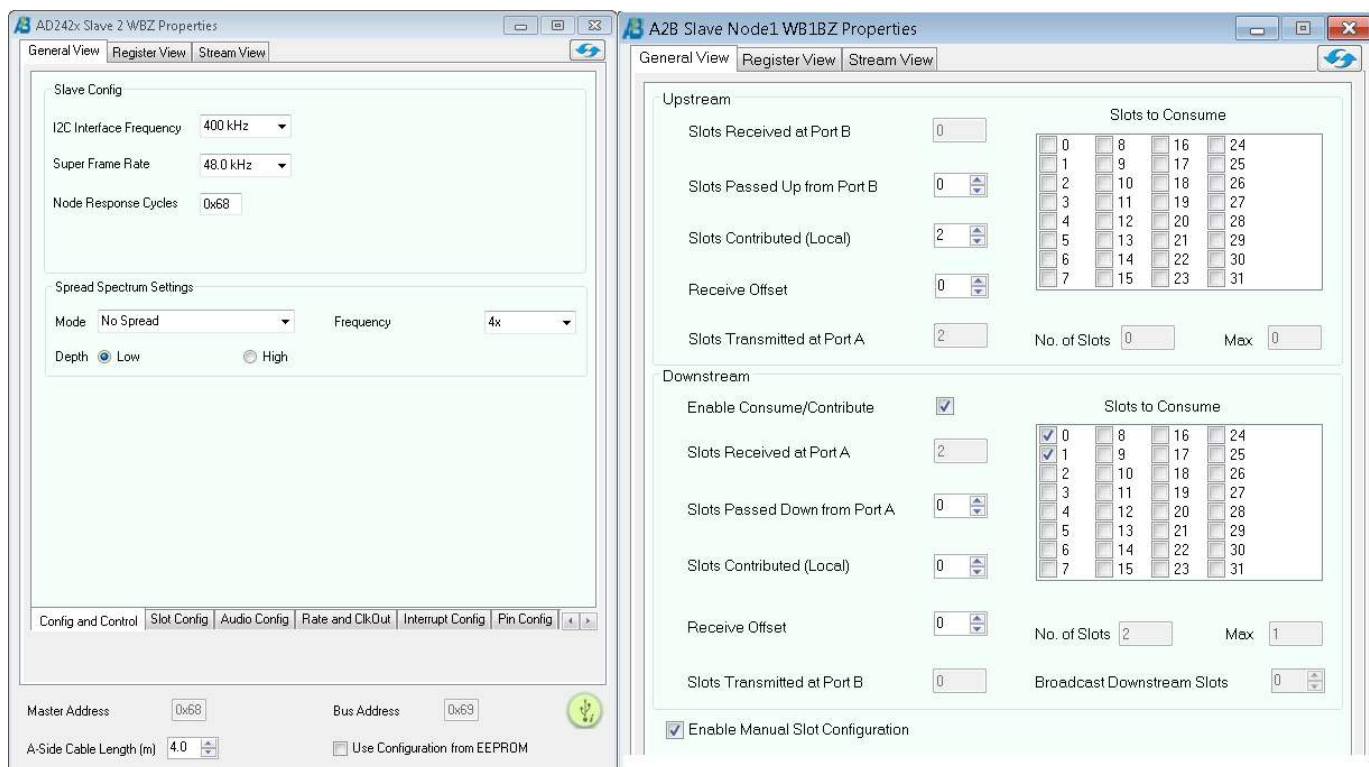 AD242x Slave 2 WBZ Properties
General View Register View Stream View
Slave Config
I2C Interface Frequency 400 kHz
Super Frame Rate 48.0 kHz
Node Response Cycles 0x68
Spread Spectrum Settings
Mode No Spread Frequency 4x
Depth Low High
Config and Control Slot Config Audio Config Rate and ClkOut Interrupt Config Pin Config
Master Address 0x68 Bus Address 0x69
A-Side Cable Length (m) 4.0 Use Configuration from EEPROM
A2B Slave Node1 WB1BZ Properties
General View Register View Stream View
Upstream
Slots to Consume
Slots Received at Port B 0
Slots Passed Up from Port B 0
Slots Contributed (Local) 2
Receive Offset 0
Slots Transmitted at Port A 2
0 8 16 24
1 9 17 25
2 10 18 26
3 11 19 27
4 12 20 28
5 13 21 29
6 14 22 30
7 15 23 31
No. of Slots 0 Max 0
Downstream
Enable Consume/Contribute
Slots to Consume
Slots Received at Port A 2
Slots Passed Down from Port A 0
Slots Contributed (Local) 0
Receive Offset 0
Slots Transmitted at Port B 0
0 8 16 24
1 9 17 25
2 10 18 26
3 11 19 27
4 12 20 28
5 13 21 29
6 14 22 30
7 15 23 31
No. of Slots 2 Max 1
Broadcast Downstream Slots 0
Enable Manual Slot Configuration